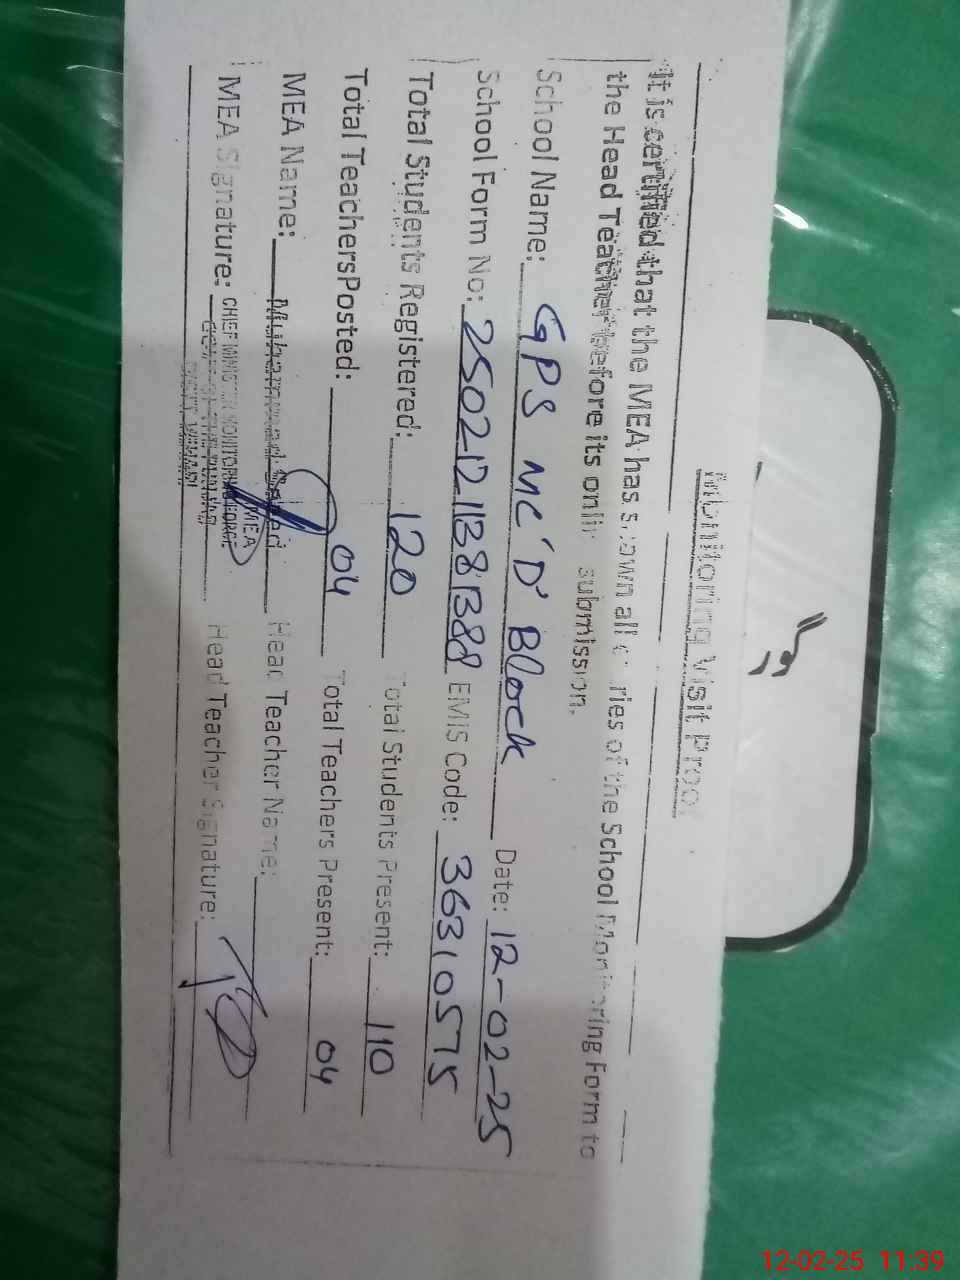 Monitoring Visit Proof
It is certified that the MEA has shown all entries of the School Monitoring Form to
the Head Teacher before its online submission.
School Name: GPS MC 'D' Block Date: 12-02-25
School Form No: EMIS Code: 36310575
Total Students Registered: 120 Total Students Present: 110
Total TeachersPosted: 04 Total Teachers Present: 04
MEA Name: Muhammad Saeed Head Teacher Name:
MEA Signature: MEA Head Teacher Signature:
CHIEF MINISTER MONITORING FORCE
12-02-25 11:39